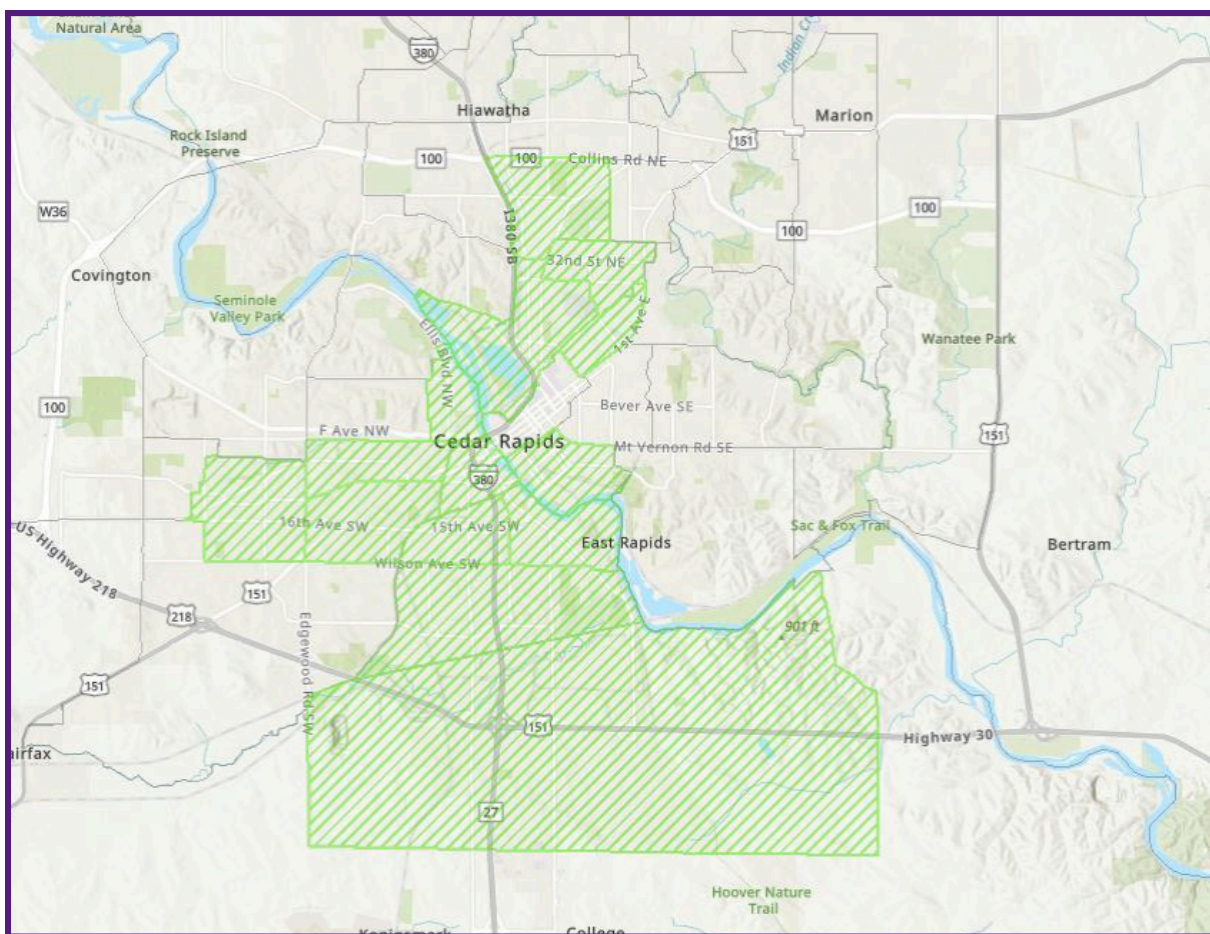 Natural Area
380
Indian Cr
Hiawatha
Marion
151
Rock Island
Preserve
100
100
Collins Rd NE
100
100
W36
1380 SB
32nd St NE
Covington
Seminole
Valley Park
Ellis Blvd NW
1st Ave E
Wanatee Park
100
Bever Ave SE
F Ave NW
Cedar Rapids
Mt Vernon Rd SE
151
380
16th Ave SW
15th Ave SW
Sac & Fox Trail
US Highway 218
East Rapids
Bertram
Wilson Ave SW
151
218
Edgewood Rd SW
901 ft
151
151
Highway 30
airfax
27
Hoover Nature
Trail
College